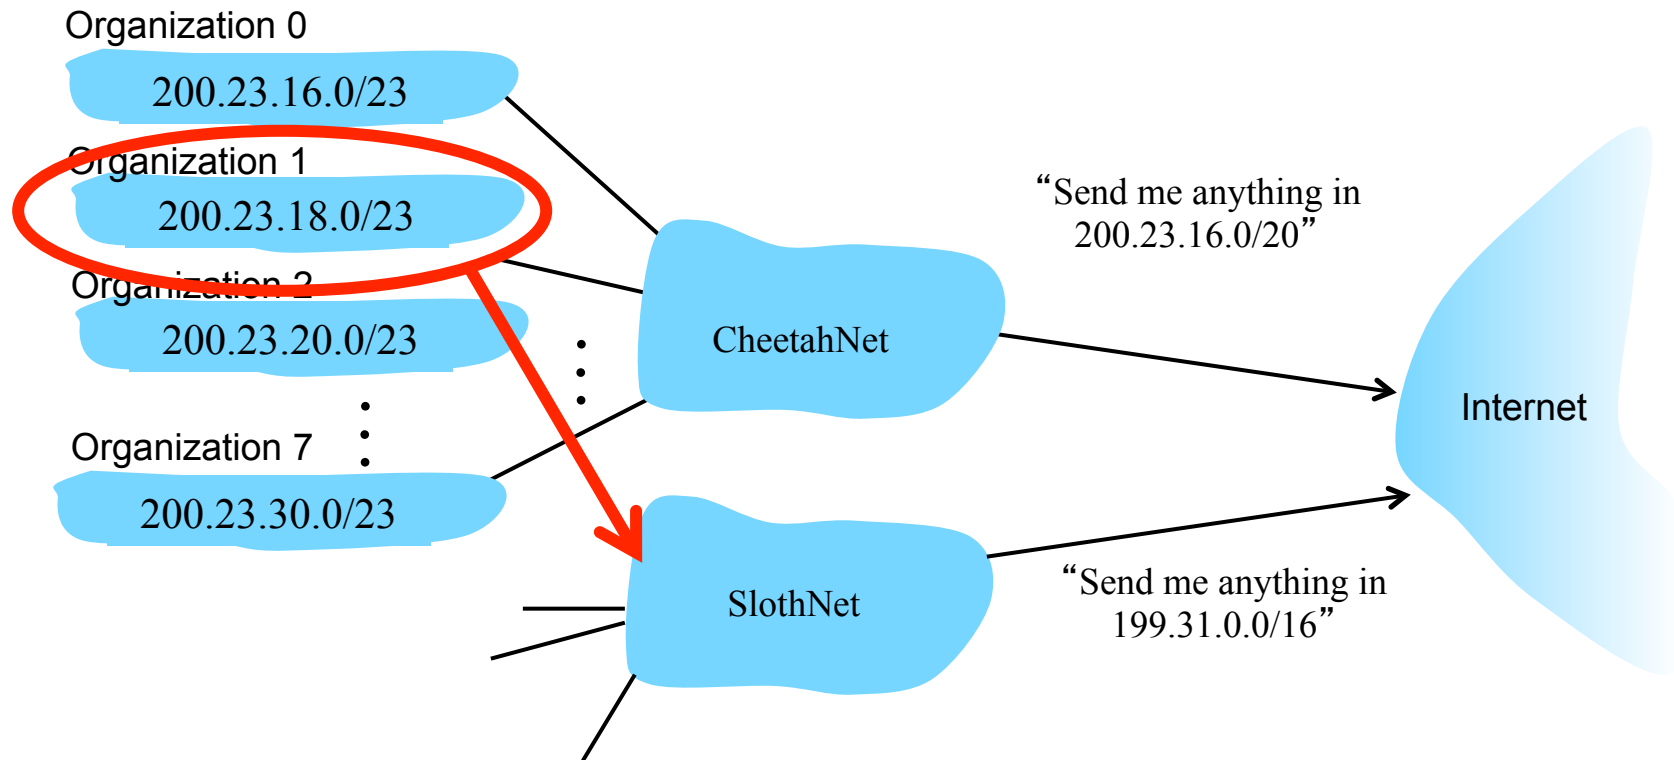 Organization 0
200.23.16.0/23
Organization 1
200.23.18.0/23
Organization 2
200.23.20.0/23
Organization 7
200.23.30.0/23
CheetahNet
“Send me anything in
200.23.16.0/20”
Internet
SlothNet
“Send me anything in
199.31.0.0/16”